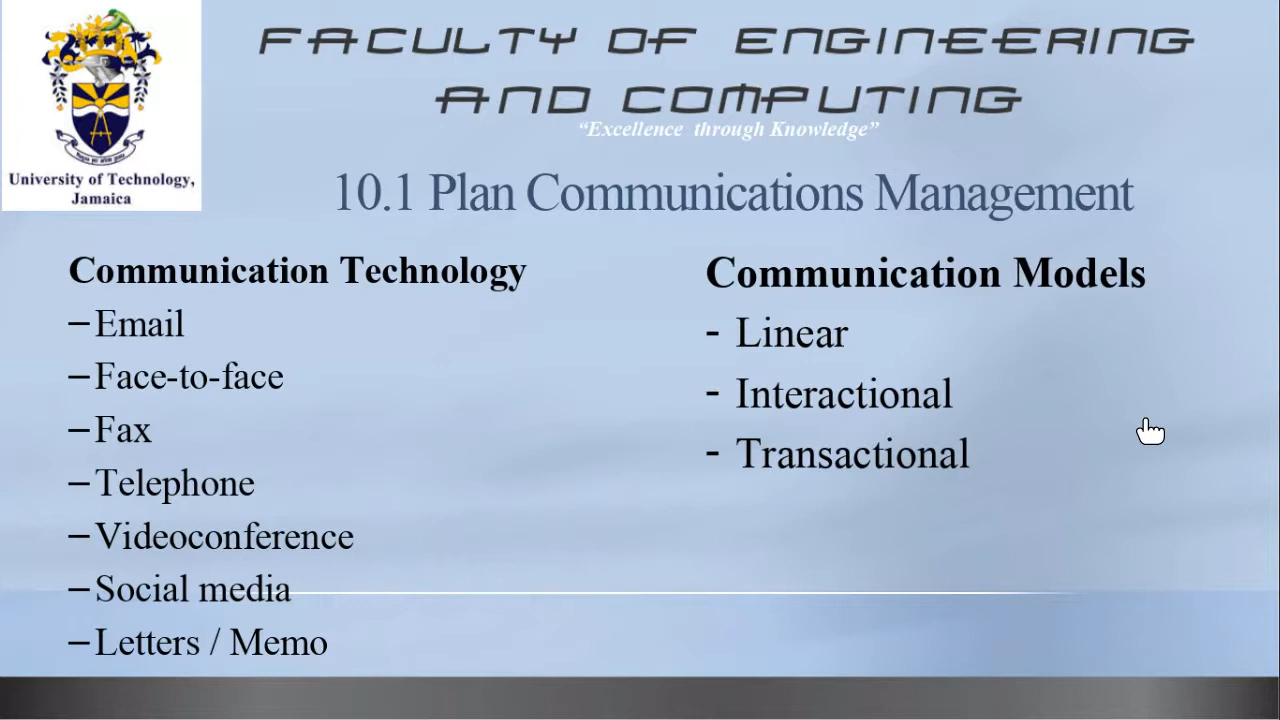 FACULTY OF ENGINEERING
AND COMPUTING
“Excellence through Knowledge”
University of Technology,
Jamaica
10.1 Plan Communications Management
Communication Technology
–Email
–Face-to-face
–Fax
–Telephone
–Videoconference
–Social media
–Letters / Memo
Communication Models
- Linear
- Interactional
- Transactional